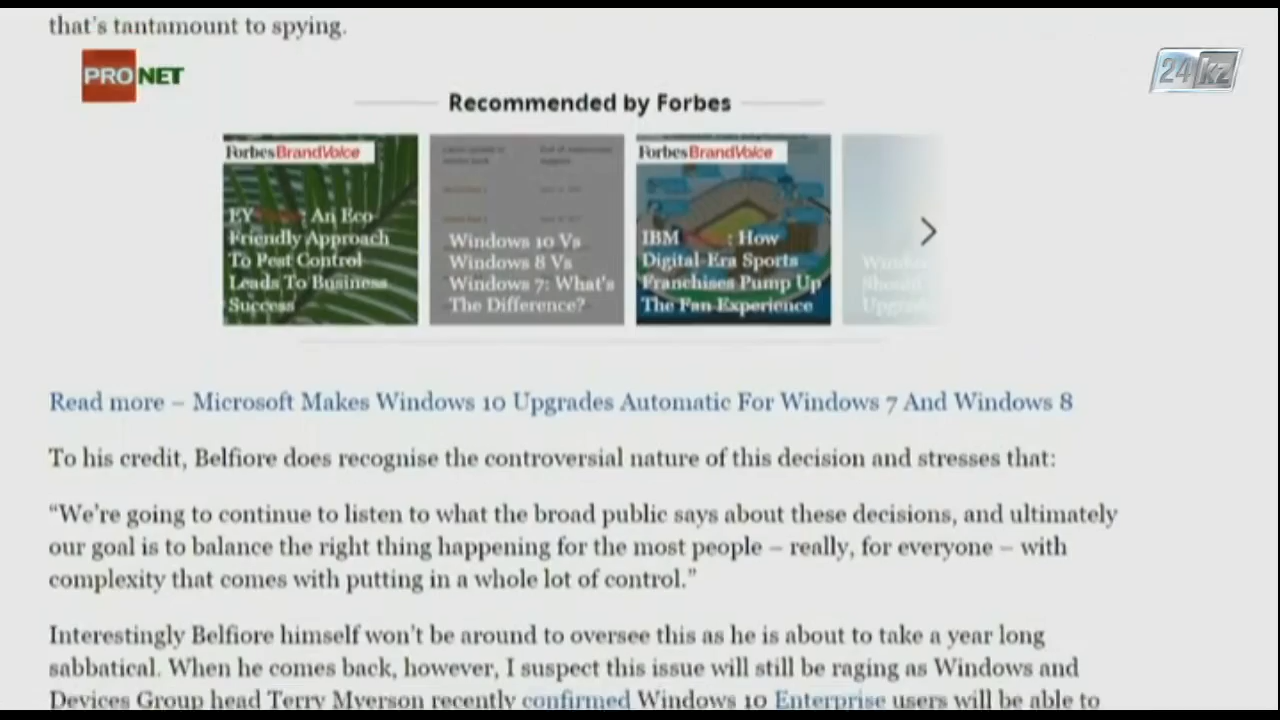 that's tantamount to spying.
PRO NET
24 kz
Recommended by Forbes
Forbes BrandVoice
EY : An Eco
Friendly Approach
To Pest Control
Leads To Business
Success
Windows 10 Vs
Windows 8 Vs
Windows 7: What's
The Difference?
Forbes BrandVoice
IBM : How
Digital-Era Sports
Franchises Pump Up
The Fan Experience
Read more – Microsoft Makes Windows 10 Upgrades Automatic For Windows 7 And Windows 8
To his credit, Belfiore does recognise the controversial nature of this decision and stresses that:
“We’re going to continue to listen to what the broad public says about these decisions, and ultimately
our goal is to balance the right thing happening for the most people – really, for everyone – with
complexity that comes with putting in a whole lot of control.”
Interestingly Belfiore himself won’t be around to oversee this as he is about to take a year long
sabbatical. When he comes back, however, I suspect this issue will still be raging as Windows and
Devices Group head Terry Myerson recently confirmed Windows 10 Enterprise users will be able to